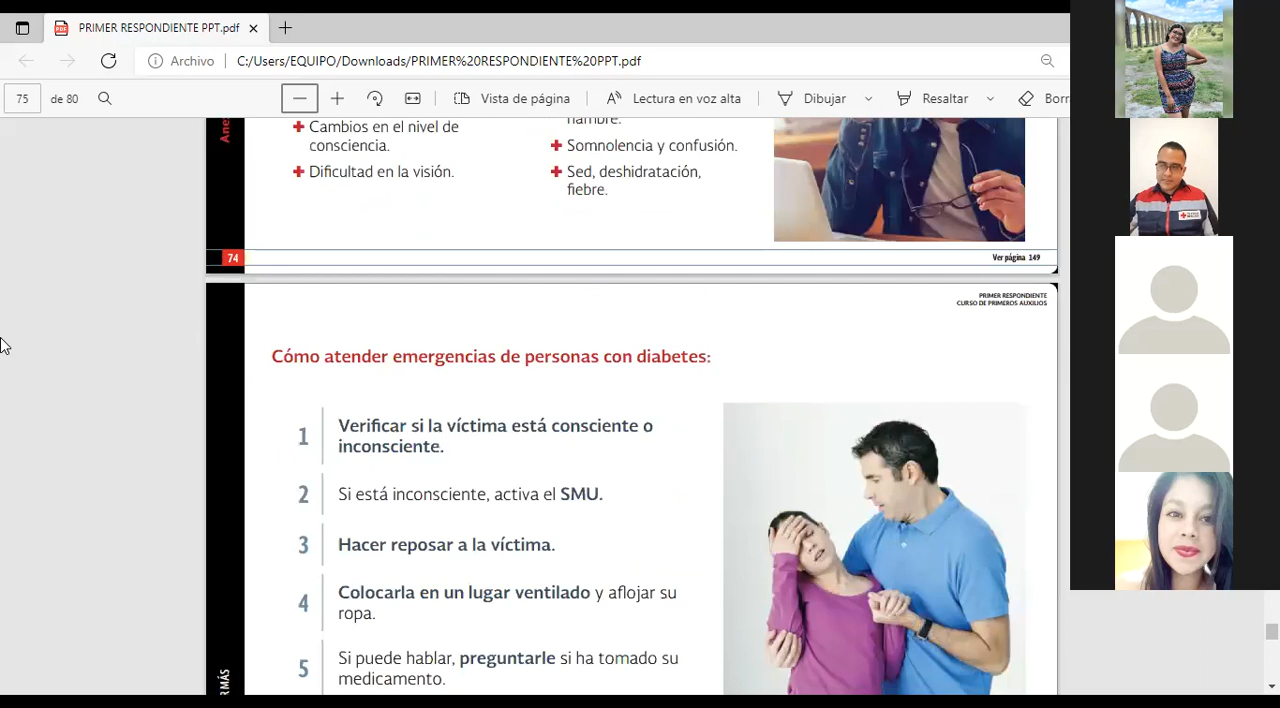 PRIMER RESPONDIENTE PPT.pdf
Archivo
C:/Users/EQUIPO/Downloads/PRIMER%20RESPONDIENTE%20PPT.pdf
75 de 80
Vista de página
Lectura en voz alta
Dibujar
Resaltar
Borr
Ane
Cambios en el nivel de
consciencia.
Dificultad en la visión.
hambre.
Somnolencia y confusión.
Sed, deshidratación,
fiebre.
74
Ver página 149
PRIMER RESPONDIENTE
CURSO DE PRIMEROS AUXILIOS
Cómo atender emergencias de personas con diabetes:
1 Verificar si la víctima está consciente o
inconsciente.
2 Si está inconsciente, activa el SMU.
3 Hacer reposar a la víctima.
4 Colocarla en un lugar ventilado y aflojar su
ropa.
5 Si puede hablar, preguntarle si ha tomado su
medicamento.
R MÁS